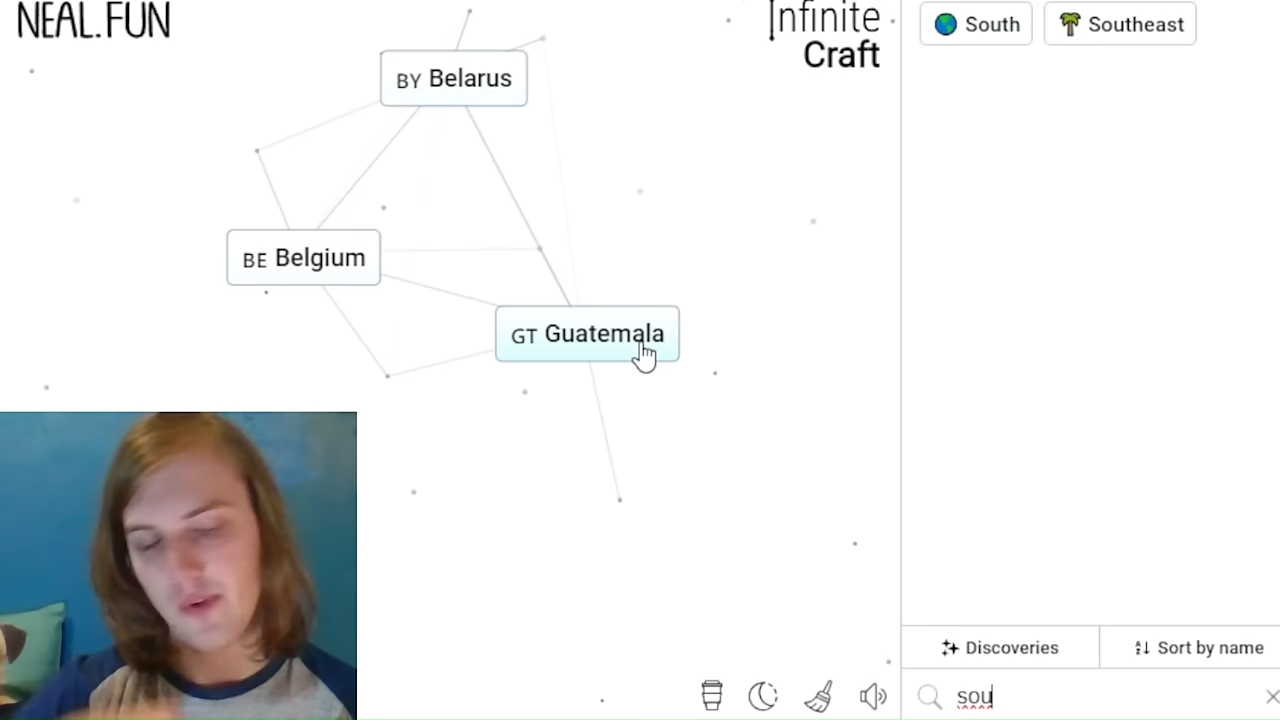 NEAL.FUN
Infinite
Craft
BY Belarus
BE Belgium
GT Guatemala
South
Southeast
Discoveries
Sort by name
sou